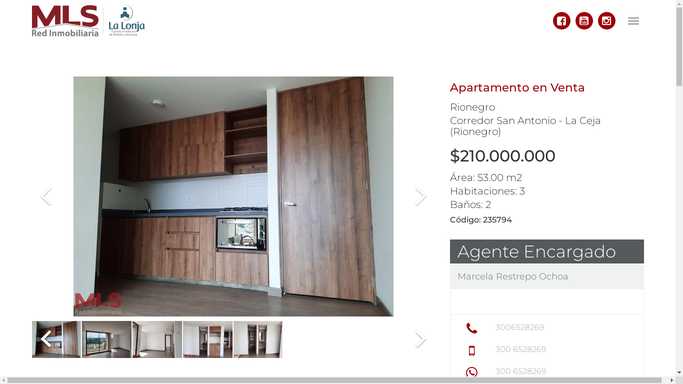 MLS
Red Inmobiliaria
La Lonja
Apartamento en Venta
Rionegro
Corredor San Antonio - La Ceja
(Rionegro)
$210.000.000
Área: 53.00 m2
Habitaciones: 3
Baños: 2
Código: 235794
Agente Encargado
Marcela Restrepo Ochoa
3006528269
300 6528269
300 6528269
MLS